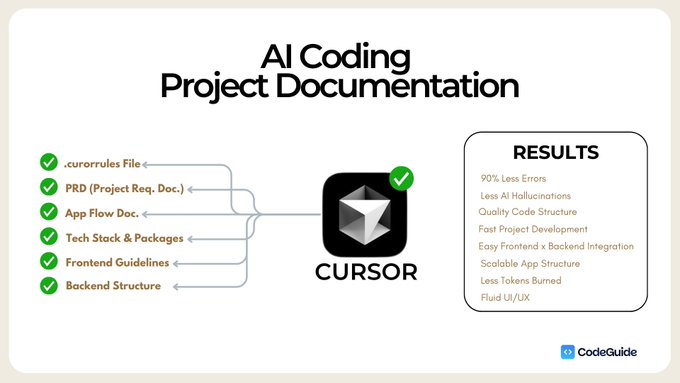 AI Coding
Project Documentation
.curorrules File
PRD (Project Req. Doc.)
App Flow Doc.
Tech Stack & Packages
Frontend Guidelines
Backend Structure
CURSOR
RESULTS
90% Less Errors
Less AI Hallucinations
Quality Code Structure
Fast Project Development
Easy Frontend x Backend Integration
Scalable App Structure
Less Tokens Burned
Fluid UI/UX
CodeGuide